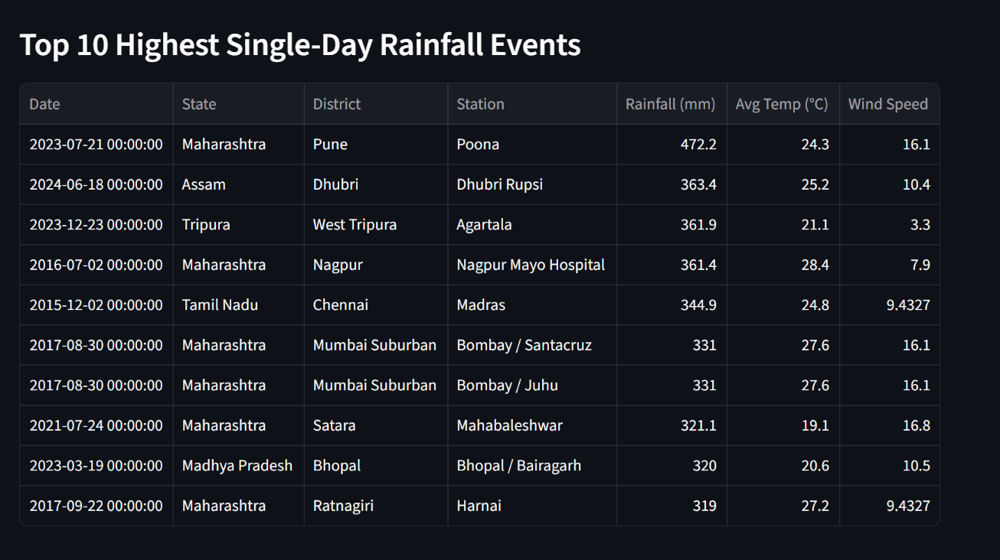 Top 10 Highest Single-Day Rainfall Events
Date State District Station Rainfall (mm) Avg Temp (°C) Wind Speed
2023-07-21 00:00:00 Maharashtra Pune Poona 472.2 24.3 16.1
2024-06-18 00:00:00 Assam Dhubri Dhubri Rupsi 363.4 25.2 10.4
2023-12-23 00:00:00 Tripura West Tripura Agartala 361.9 21.1 3.3
2016-07-02 00:00:00 Maharashtra Nagpur Nagpur Mayo Hospital 361.4 28.4 7.9
2015-12-02 00:00:00 Tamil Nadu Chennai Madras 344.9 24.8 9.4327
2017-08-30 00:00:00 Maharashtra Mumbai Suburban Bombay / Santacruz 331 27.6 16.1
2017-08-30 00:00:00 Maharashtra Mumbai Suburban Bombay / Juhu 331 27.6 16.1
2021-07-24 00:00:00 Maharashtra Satara Mahabaleshwar 321.1 19.1 16.8
2023-03-19 00:00:00 Madhya Pradesh Bhopal Bhopal / Bairagarh 320 20.6 10.5
2017-09-22 00:00:00 Maharashtra Ratnagiri Harnai 319 27.2 9.4327